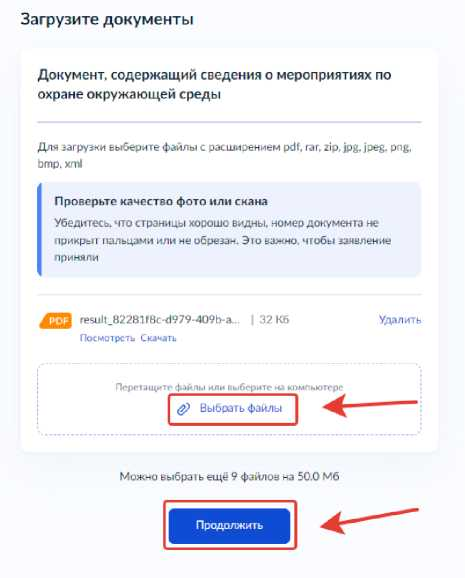 Загрузите документы
Документ, содержащий сведения о мероприятиях по
охране окружающей среды
Для загрузки выберите файлы с расширением pdf, rar, zip, jpg, jpeg, png,
bmp, xml
Проверьте качество фото или скана
Убедитесь, что страницы хорошо видны, номер документа не
прикрыт пальцами или не обрезан. Это важно, чтобы заявление
приняли
PDF result_82281f8c-d979-409b-a... | 32 Кб Удалить
Посмотреть Скачать
Перетащите файлы или выберите на компьютере
Выбрать файлы
Можно выбрать ещё 9 файлов на 50.0 Мб
Продолжить